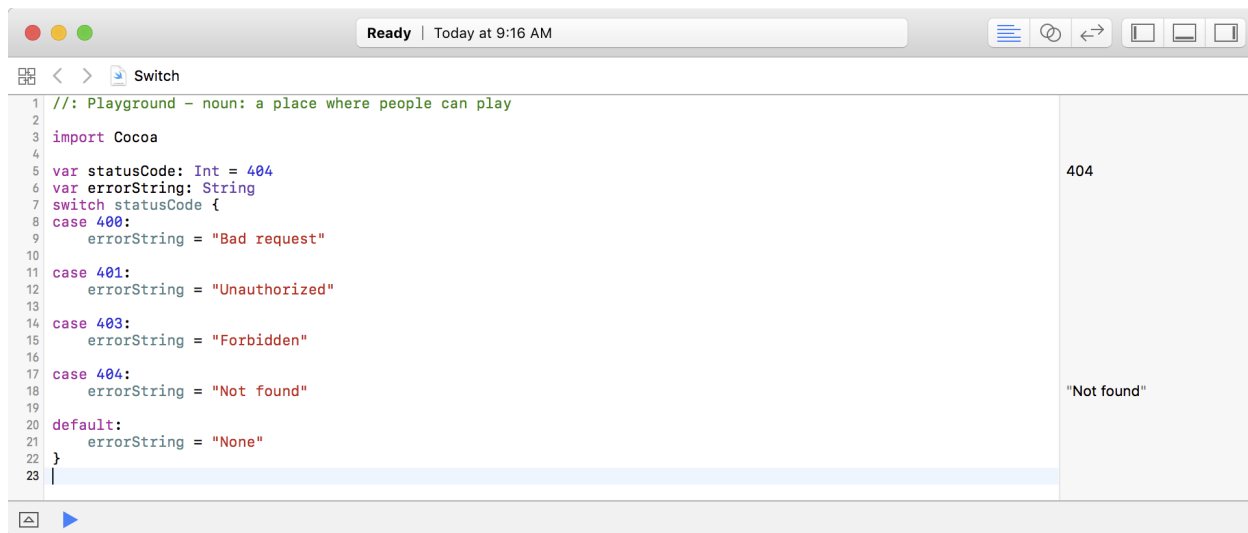 Ready | Today at 9:16 AM
Switch
1 //: Playground – noun: a place where people can play
2
3 import Cocoa
4
5 var statusCode: Int = 404 404
6 var errorString: String
7 switch statusCode {
8 case 400:
9     errorString = "Bad request"
10
11 case 401:
12     errorString = "Unauthorized"
13
14 case 403:
15     errorString = "Forbidden"
16
17 case 404:
18     errorString = "Not found" "Not found"
19
20 default:
21     errorString = "None"
22 }
23